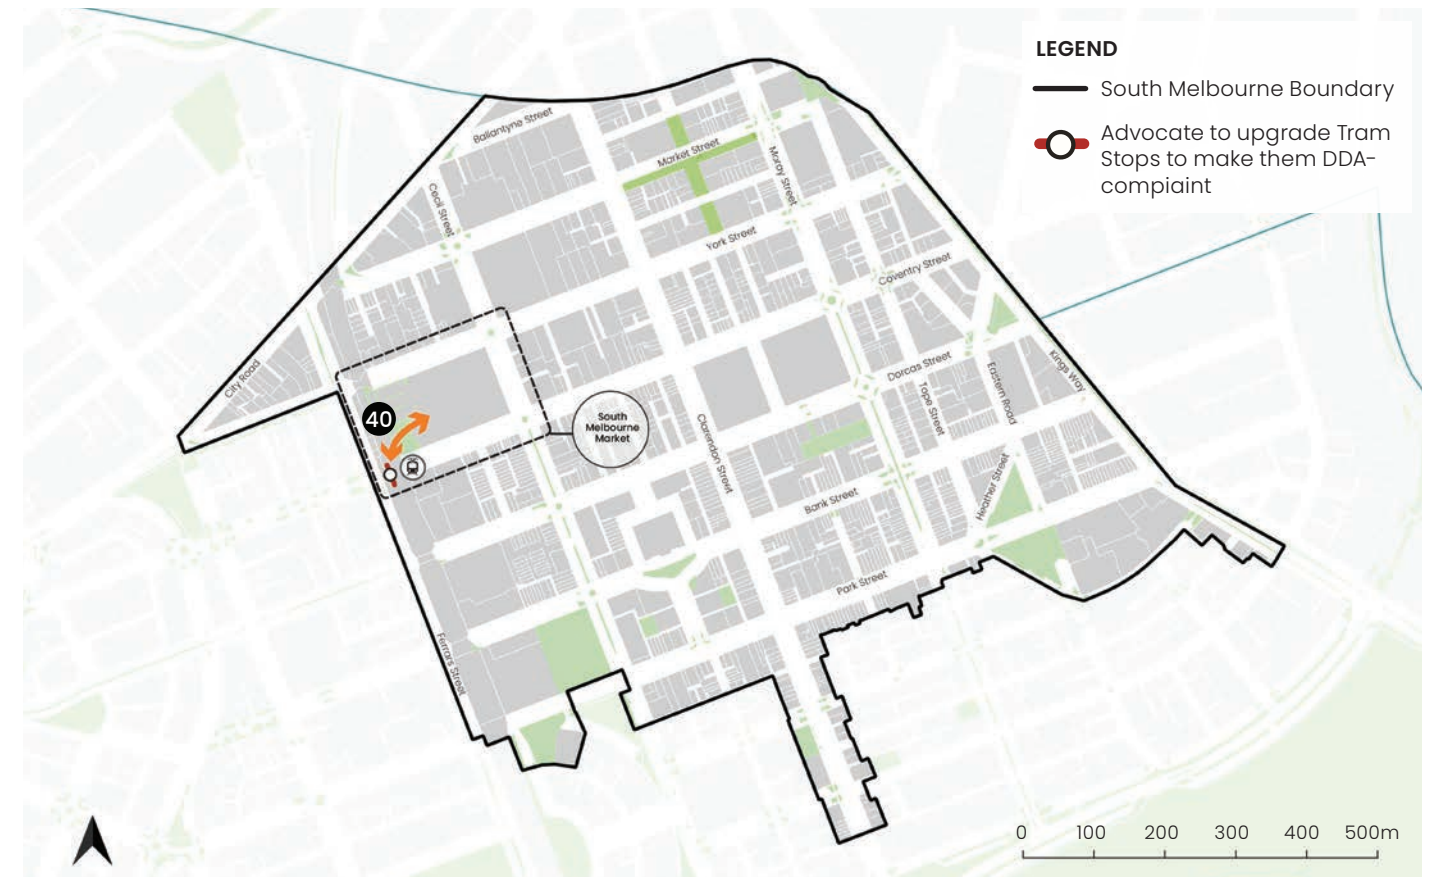 LEGEND
South Melbourne Boundary
Advocate to upgrade Tram
Stops to make them DDA-
compiaint
Ballantyne Street
Market Street
Moray Street
Cecil Street
York Street
Coventry Street
City Road
Dorcas Street
Kings Way
Eastern Road
Tope Street
40
South
Melbourne
Market
Clarendon Street
Bank Street
Heather Street
Park Street
Ferrars Street
0 100 200 300 400 500m